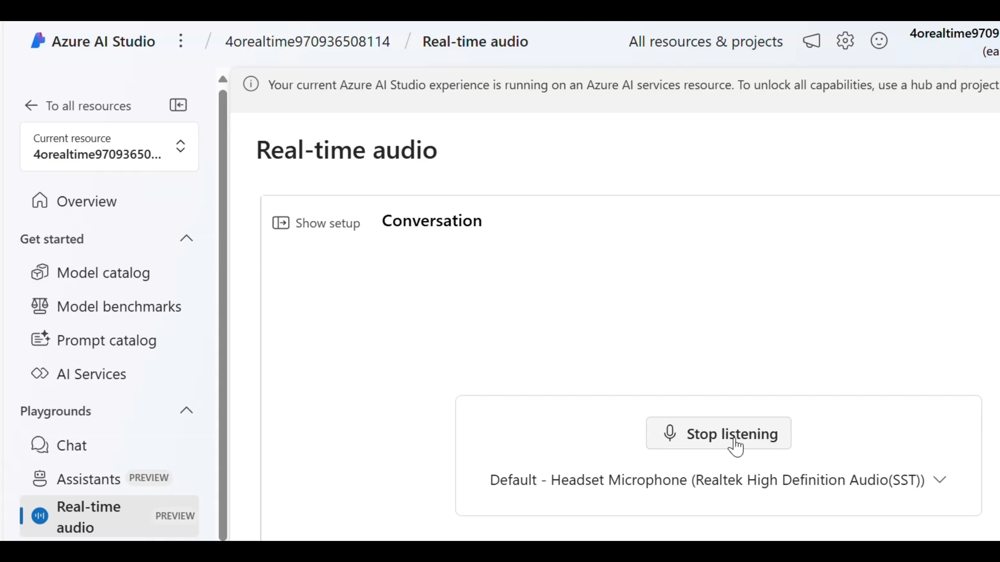 Azure AI Studio / 4orealtime970936508114 / Real-time audio
All resources & projects
4orealtime9709
(ea
Your current Azure AI Studio experience is running on an Azure AI services resource. To unlock all capabilities, use a hub and project
To all resources
Current resource
4orealtime97093650...
Overview
Get started
Model catalog
Model benchmarks
Prompt catalog
AI Services
Playgrounds
Chat
Assistants PREVIEW
Real-time
audio
PREVIEW
Real-time audio
Show setup
Conversation
Stop listening
Default - Headset Microphone (Realtek High Definition Audio(SST))